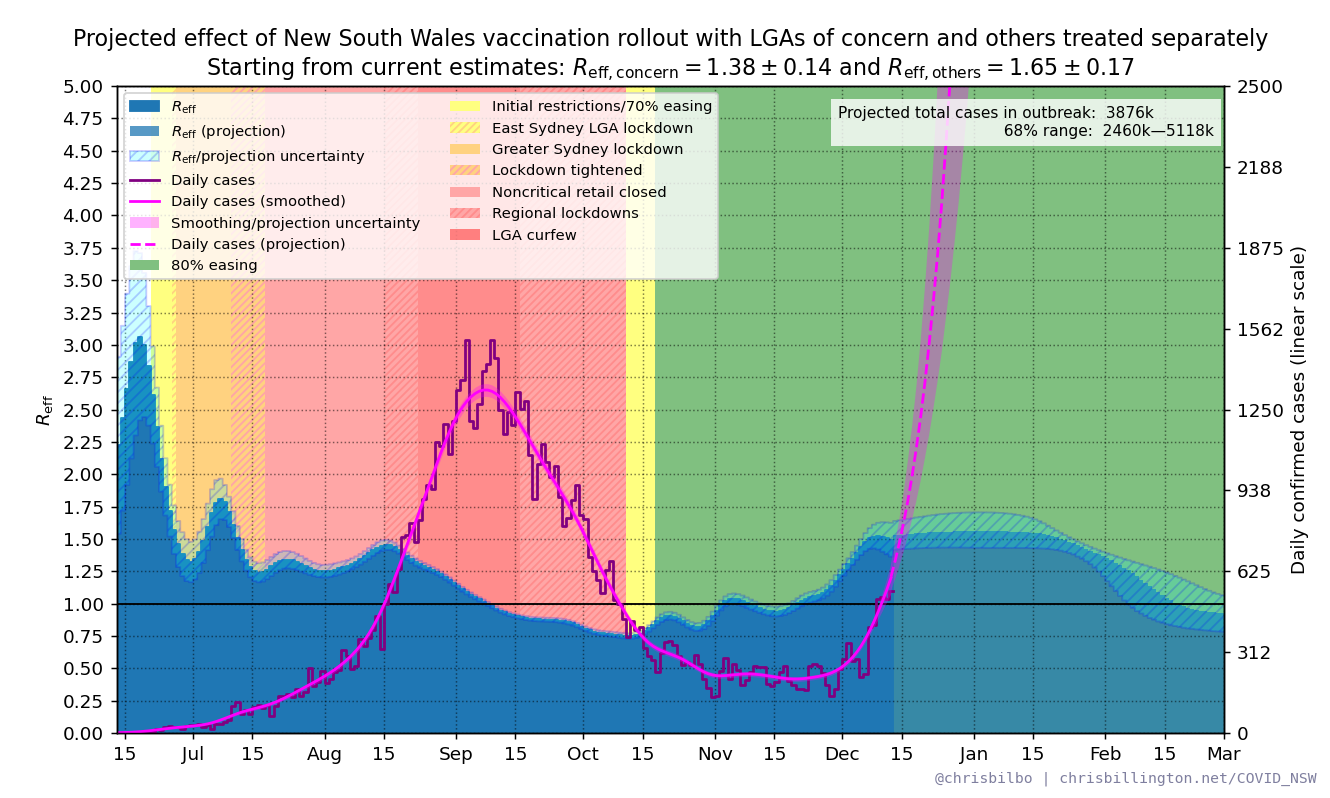 Projected effect of New South Wales vaccination rollout with LGAs of concern and others treated separately
Starting from current estimates: R_eff, concern = 1.38 ± 0.14 and R_eff, others = 1.65 ± 0.17
R_eff
R_eff (projection)
R_eff/projection uncertainty
Daily cases
Daily cases (smoothed)
Smoothing/projection uncertainty
Daily cases (projection)
80% easing
Initial restrictions/70% easing
East Sydney LGA lockdown
Greater Sydney lockdown
Lockdown tightened
Noncritical retail closed
Regional lockdowns
LGA curfew
Projected total cases in outbreak: 3876k
68% range: 2460k—5118k
R_eff
5.00
4.75
4.50
4.25
4.00
3.75
3.50
3.25
3.00
2.75
2.50
2.25
2.00
1.75
1.50
1.25
1.00
0.75
0.50
0.25
0.00
2500
2188
1875
1562
1250
938
625
312
0
Daily confirmed cases (linear scale)
15 Jul 15 Aug 15 Sep 15 Oct 15 Nov 15 Dec 15 Jan 15 Feb 15 Mar
@chrisbilbo | chrisbillington.net/COVID_NSW